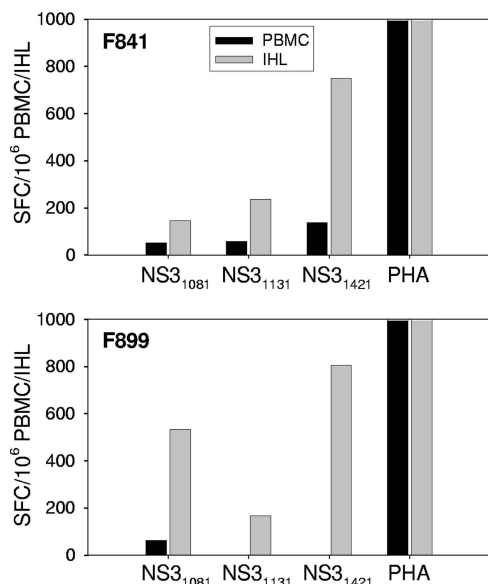 F841
PBMC
IHL
SFC/10⁶ PBMC/IHL
1000
800
600
400
200
0
NS3₁₀₈₁ NS3₁₁₃₁ NS3₁₄₂₁ PHA
F899
SFC/10⁶ PBMC/IHL
1000
800
600
400
200
0
NS3₁₀₈₁ NS3₁₁₃₁ NS3₁₄₂₁ PHA